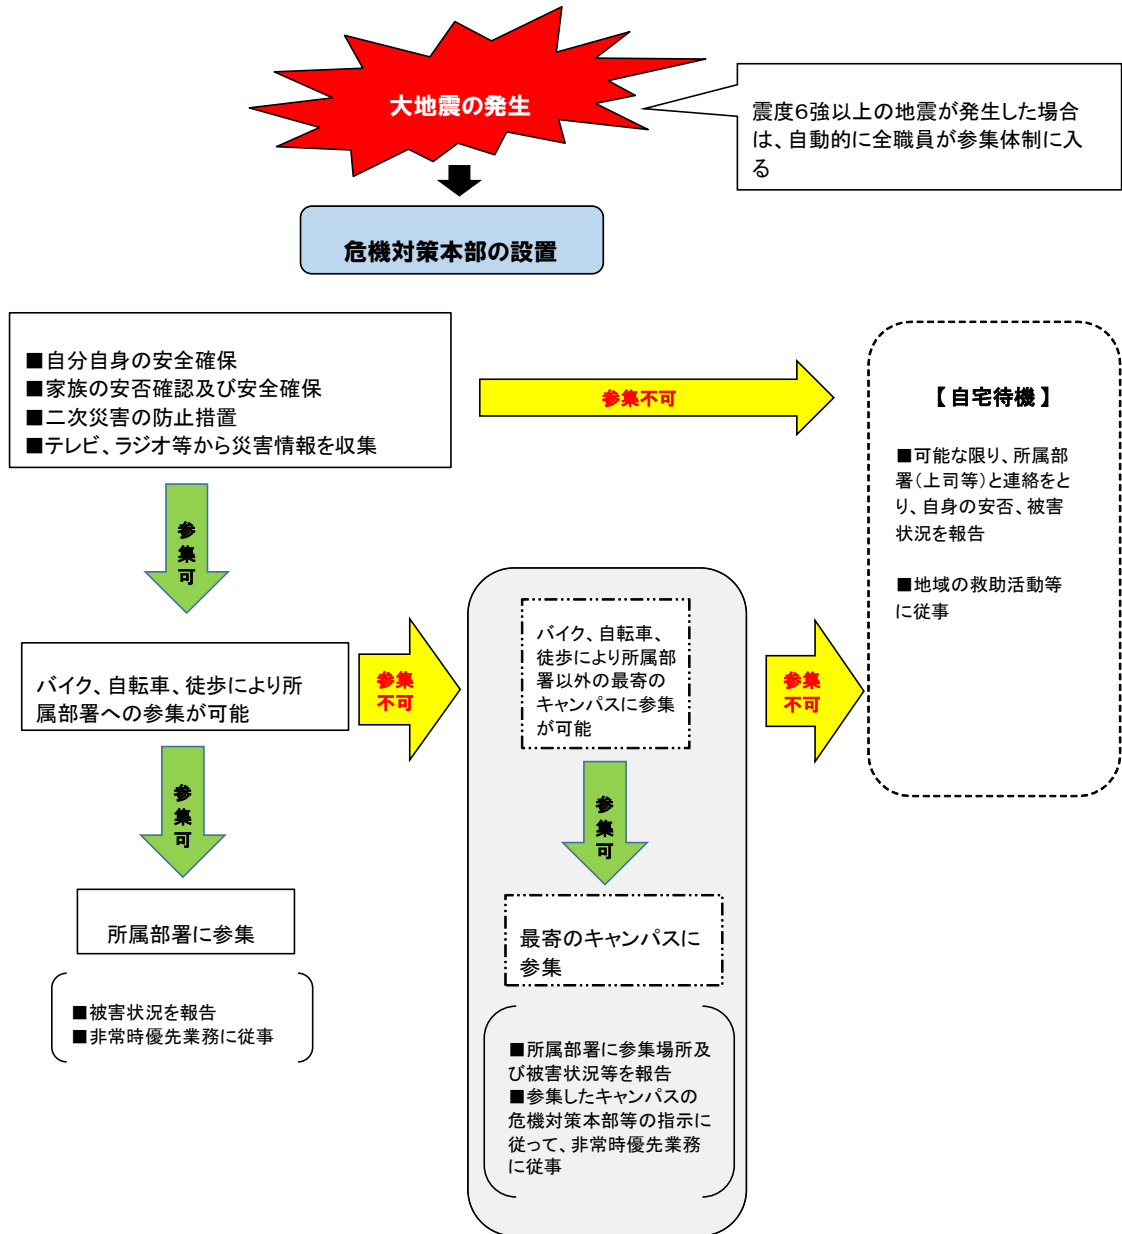 大地震の発生
震度6強以上の地震が発生した場合
は、自動的に全職員が参集体制に入
る
危機対策本部の設置
■自分自身の安全確保
■家族の安否確認及び安全確保
■二次災害の防止措置
■テレビ、ラジオ等から災害情報を収集
参集不可
【自宅待機】
■可能な限り、所属部
署(上司等)と連絡をと
り、自身の安否、被害
状況を報告
■地域の救助活動等
に従事
参
集
可
バイク、自転車、徒歩により所
属部署への参集が可能
参集
不可
バイク、自転車、
徒歩により所属部
署以外の最寄の
キャンパスに参集
が可能
参集
不可
参
集
可
参
集
可
所属部署に参集
■被害状況を報告
■非常時優先業務に従事
最寄のキャンパスに
参集
■所属部署に参集場所及
び被害状況等を報告
■参集したキャンパスの
危機対策本部等の指示に
従って、非常時優先業務
に従事